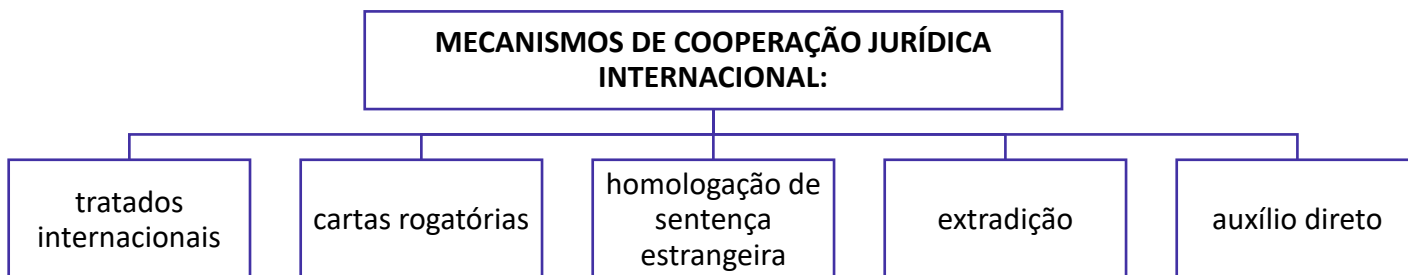 MECANISMOS DE COOPERAÇÃO JURÍDICA
INTERNACIONAL:
tratados
internacionais
cartas rogatórias
homologação de
sentença
estrangeira
extradição
auxílio direto